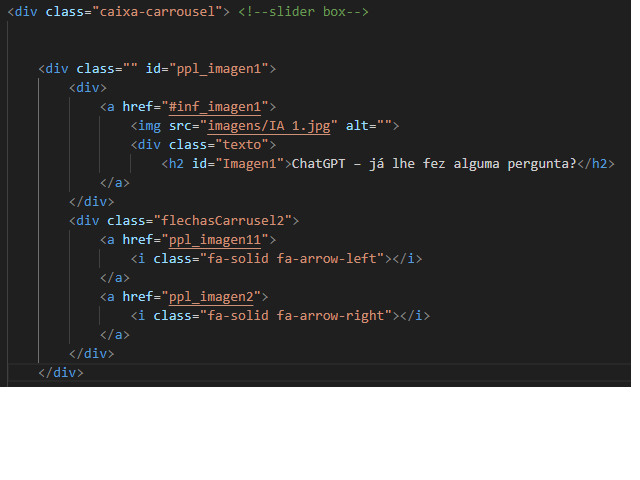 <div class="caixa-carrousel"> <!--slider box-->
<div class="" id="ppl_imagen1">
<div>
<a href="#inf_imagen1">
<img src="imagens/IA 1.jpg" alt="">
<div class="texto">
<h2 id="Imagen1">ChatGPT – já lhe fez alguma pergunta?</h2>
</a>
</div>
<div class="flechasCarrusel2">
<a href="ppl_imagen11">
<i class="fa-solid fa-arrow-left"></i>
</a>
<a href="ppl_imagen2">
<i class="fa-solid fa-arrow-right"></i>
</a>
</div>
</div>